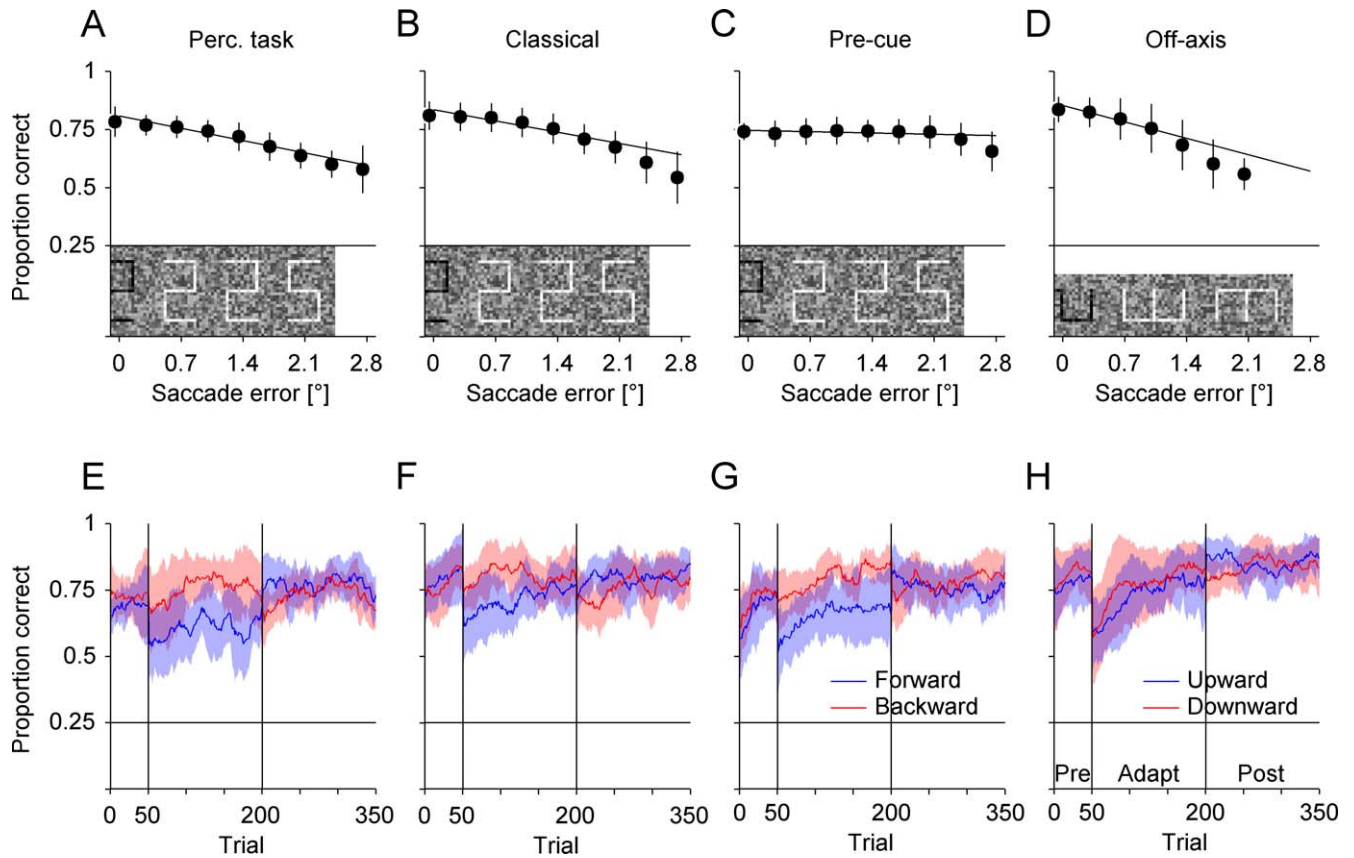 A B C D
Perc. task Classical Pre-cue Off-axis
Proportion correct
1
0.75
0.5
0.25
0 0.7 1.4 2.1 2.8 0 0.7 1.4 2.1 2.8 0 0.7 1.4 2.1 2.8 0 0.7 1.4 2.1 2.8
Saccade error [°] Saccade error [°] Saccade error [°] Saccade error [°]
E F G H
Proportion correct
1
0.75
0.5
Forward Upward
Backward Downward
0.25
Pre Adapt Post
0 50 200 350 0 50 200 350 0 50 200 350 0 50 200 350
Trial Trial Trial Trial